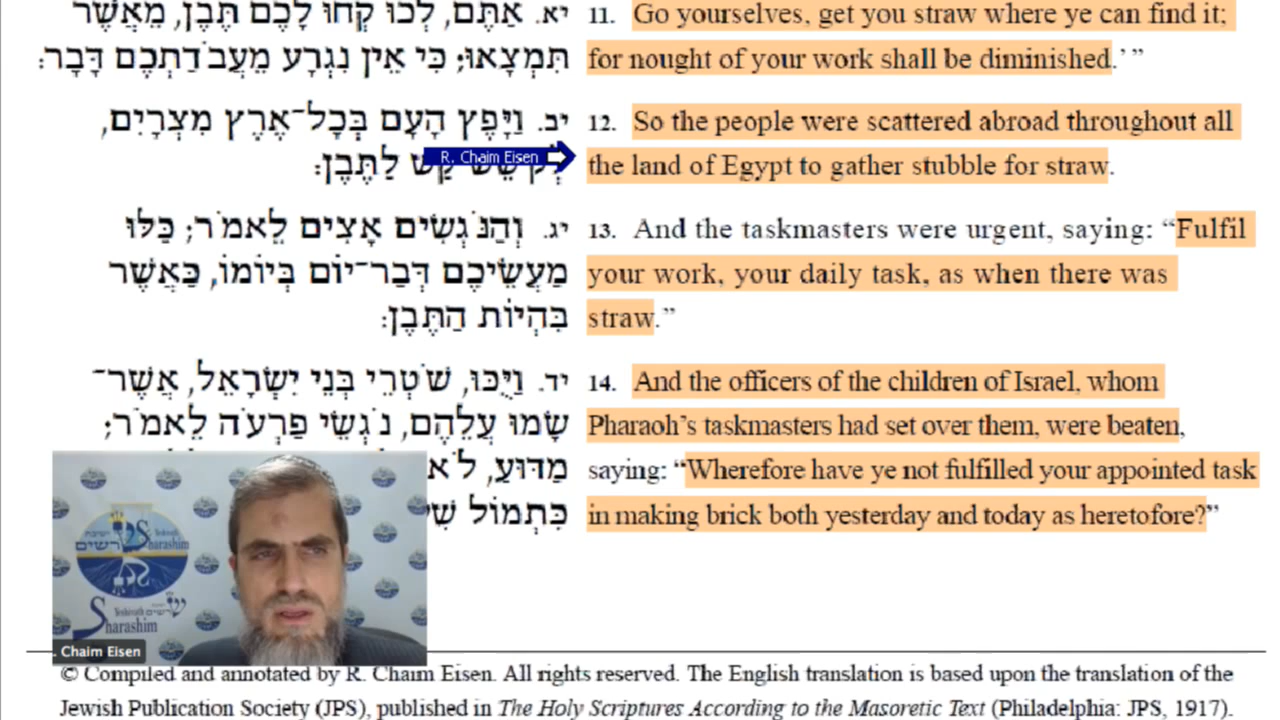 יא. אַתֶּם, לְכוּ קְחוּ לָכֶם תֶּבֶן, מֵאֲשֶׁר
תִּמְצָאוּ; כִּי אֵין נִגְרָע מֵעֲבֹדַתְכֶם דָּבָר:
11. Go yourselves, get you straw where ye can find it;
for nought of your work shall be diminished.’ ”
יב. וַיָּפֶץ הָעָם בְּכָל־אֶרֶץ מִצְרָיִם,
לְקֹשֵׁשׁ קַשׁ לַתֶּבֶן:
R. Chaim Eisen
12. So the people were scattered abroad throughout all
the land of Egypt to gather stubble for straw.
יג. וְהַנֹּגְשִׂים אָצִים לֵאמֹר; כַּלּוּ
מַעֲשֵׂיכֶם דְּבַר־יוֹם בְּיוֹמוֹ, כַּאֲשֶׁר
בִּהְיוֹת הַתֶּבֶן:
13. And the taskmasters were urgent, saying: “Fulfil
your work, your daily task, as when there was
straw.”
יד. וַיֻּכּוּ, שֹׁטְרֵי בְּנֵי יִשְׂרָאֵל, אֲשֶׁר־
שָׂמוּ עֲלֵהֶם, נֹגְשֵׂי פַרְעֹה לֵאמֹר;
מַדּוּעַ,
כִּתְמוֹל
14. And the officers of the children of Israel, whom
Pharaoh’s taskmasters had set over them, were beaten,
saying: “Wherefore have ye not fulfilled your appointed task
in making brick both yesterday and today as heretofore?”
Yeshivath
Sharashim
שרשים
Yeshivath
Sharashim
Chaim Eisen
© Compiled and annotated by R. Chaim Eisen. All rights reserved. The English translation is based upon the translation of the
Jewish Publication Society (JPS), published in The Holy Scriptures According to the Masoretic Text (Philadelphia: JPS, 1917).